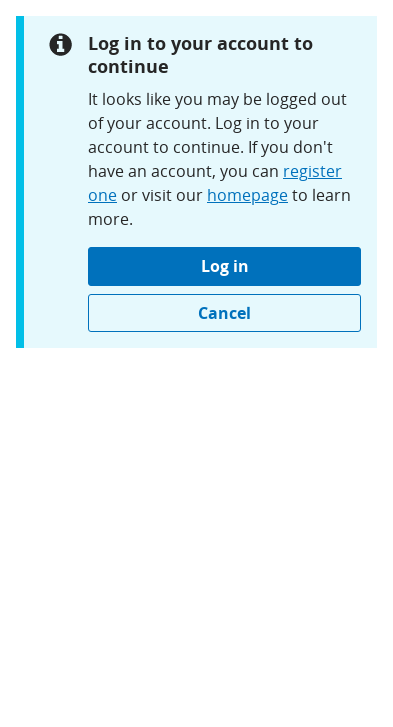 Log in to your account to
continue
It looks like you may be logged out
of your account. Log in to your
account to continue. If you don't
have an account, you can register
one or visit our homepage to learn
more.
Log in
Cancel